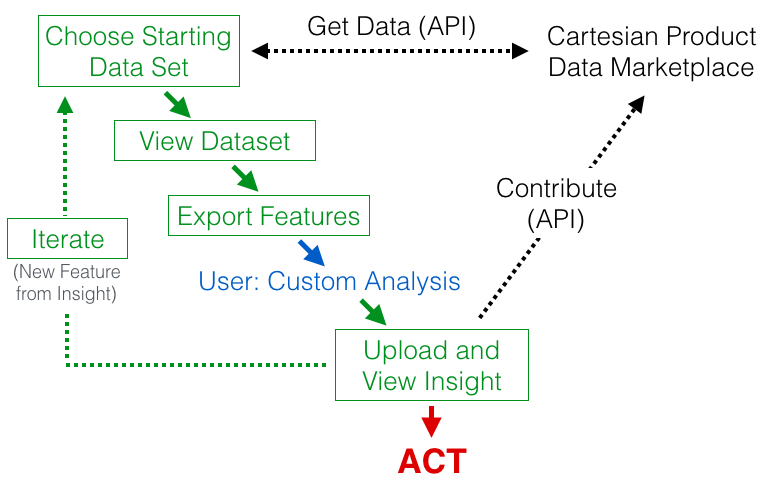 Get Data (API)
Choose Starting
Data Set
Cartesian Product
Data Marketplace
View Dataset
Export Features
Contribute
(API)
Iterate
(New Feature
from Insight)
User: Custom Analysis
Upload and
View Insight
ACT